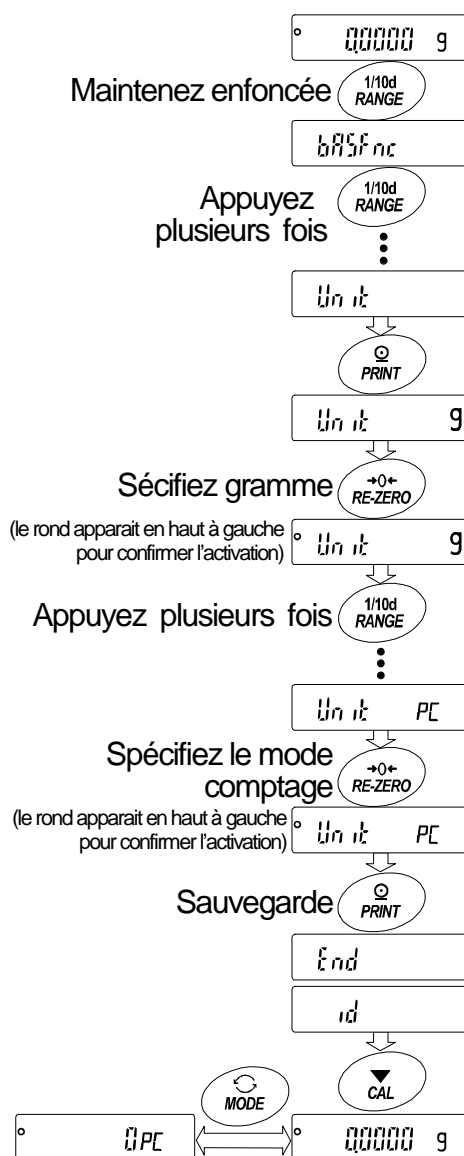 0.0000 g
Maintenez enfoncée
1/10d
RANGE
bASFnc
Appuyez
plusieurs fois
1/10d
RANGE
Unit
PRINT
Unit g
Sécifiez gramme
→0←
RE-ZERO
(le rond apparait en haut à gauche
pour confirmer l'activation)
Unit g
Appuyez plusieurs fois
1/10d
RANGE
Unit PC
Spécifiez le mode
comptage
→0←
RE-ZERO
(le rond apparait en haut à gauche
pour confirmer l'activation)
Unit PC
Sauvegarde
PRINT
End
id
CAL
MODE
0 PC
0.0000 g